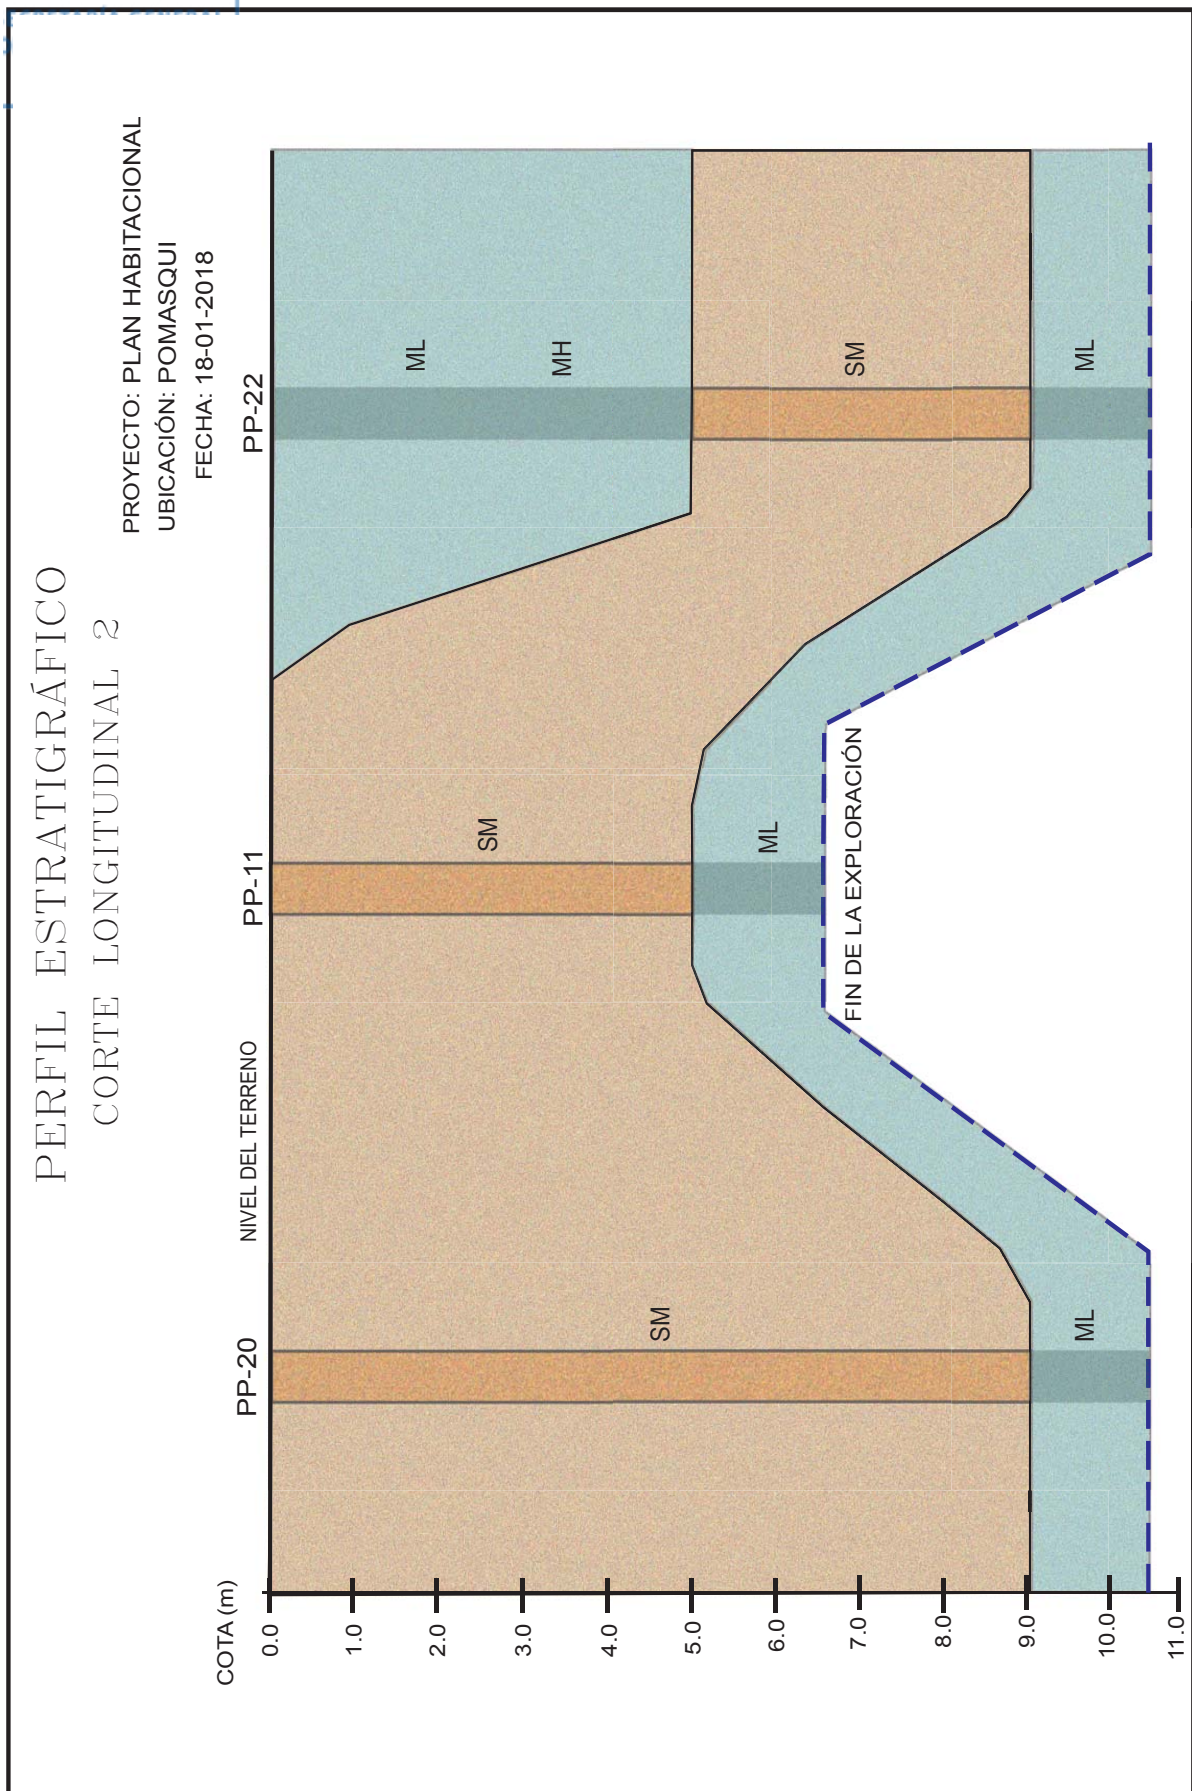 PERFIL ESTRATIGRÁFICO
CORTE LONGITUDINAL 2
PROYECTO: PLAN HABITACIONAL
UBICACIÓN: POMASQUI
FECHA: 18-01-2018
COTA (m)
PP-20
NIVEL DEL TERRENO
PP-11
PP-22
0.0
1.0
2.0
3.0
4.0
5.0
6.0
7.0
8.0
9.0
10.0
11.0
SM
ML
SM
ML
ML
MH
SM
ML
FIN DE LA EXPLORACIÓN